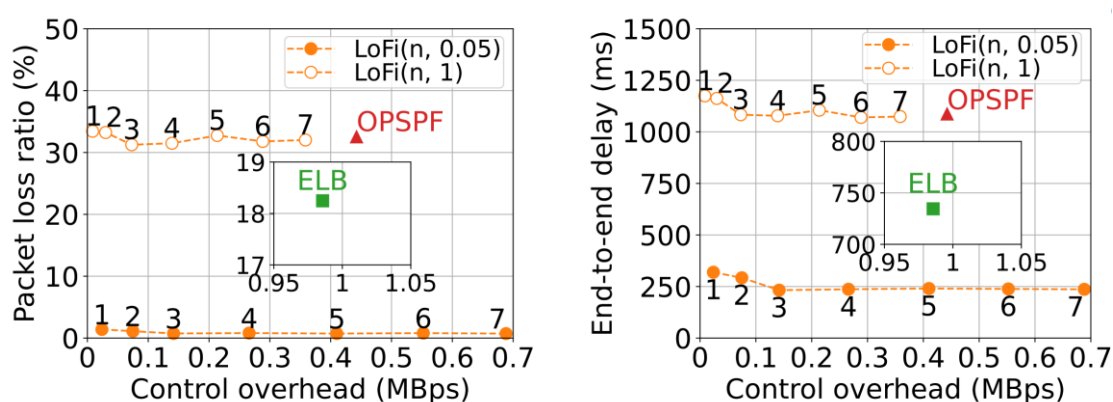 Packet loss ratio (%)
50
40
30
20
10
0
LoFi(n, 0.05)
LoFi(n, 1)
1 2 3 4 5 6 7
OPSPF
19
18
17
ELB
0.95 1 1.05
1 2 3 4 5 6 7
0 0.1 0.2 0.3 0.4 0.5 0.6 0.7
Control overhead (MBps)
End-to-end delay (ms)
1500
1250
1000
750
500
250
0
LoFi(n, 0.05)
LoFi(n, 1)
1 2 3 4 5 6 7
OPSPF
800
750
700
ELB
0.95 1 1.05
1 2 3 4 5 6 7
0 0.1 0.2 0.3 0.4 0.5 0.6 0.7
Control overhead (MBps)